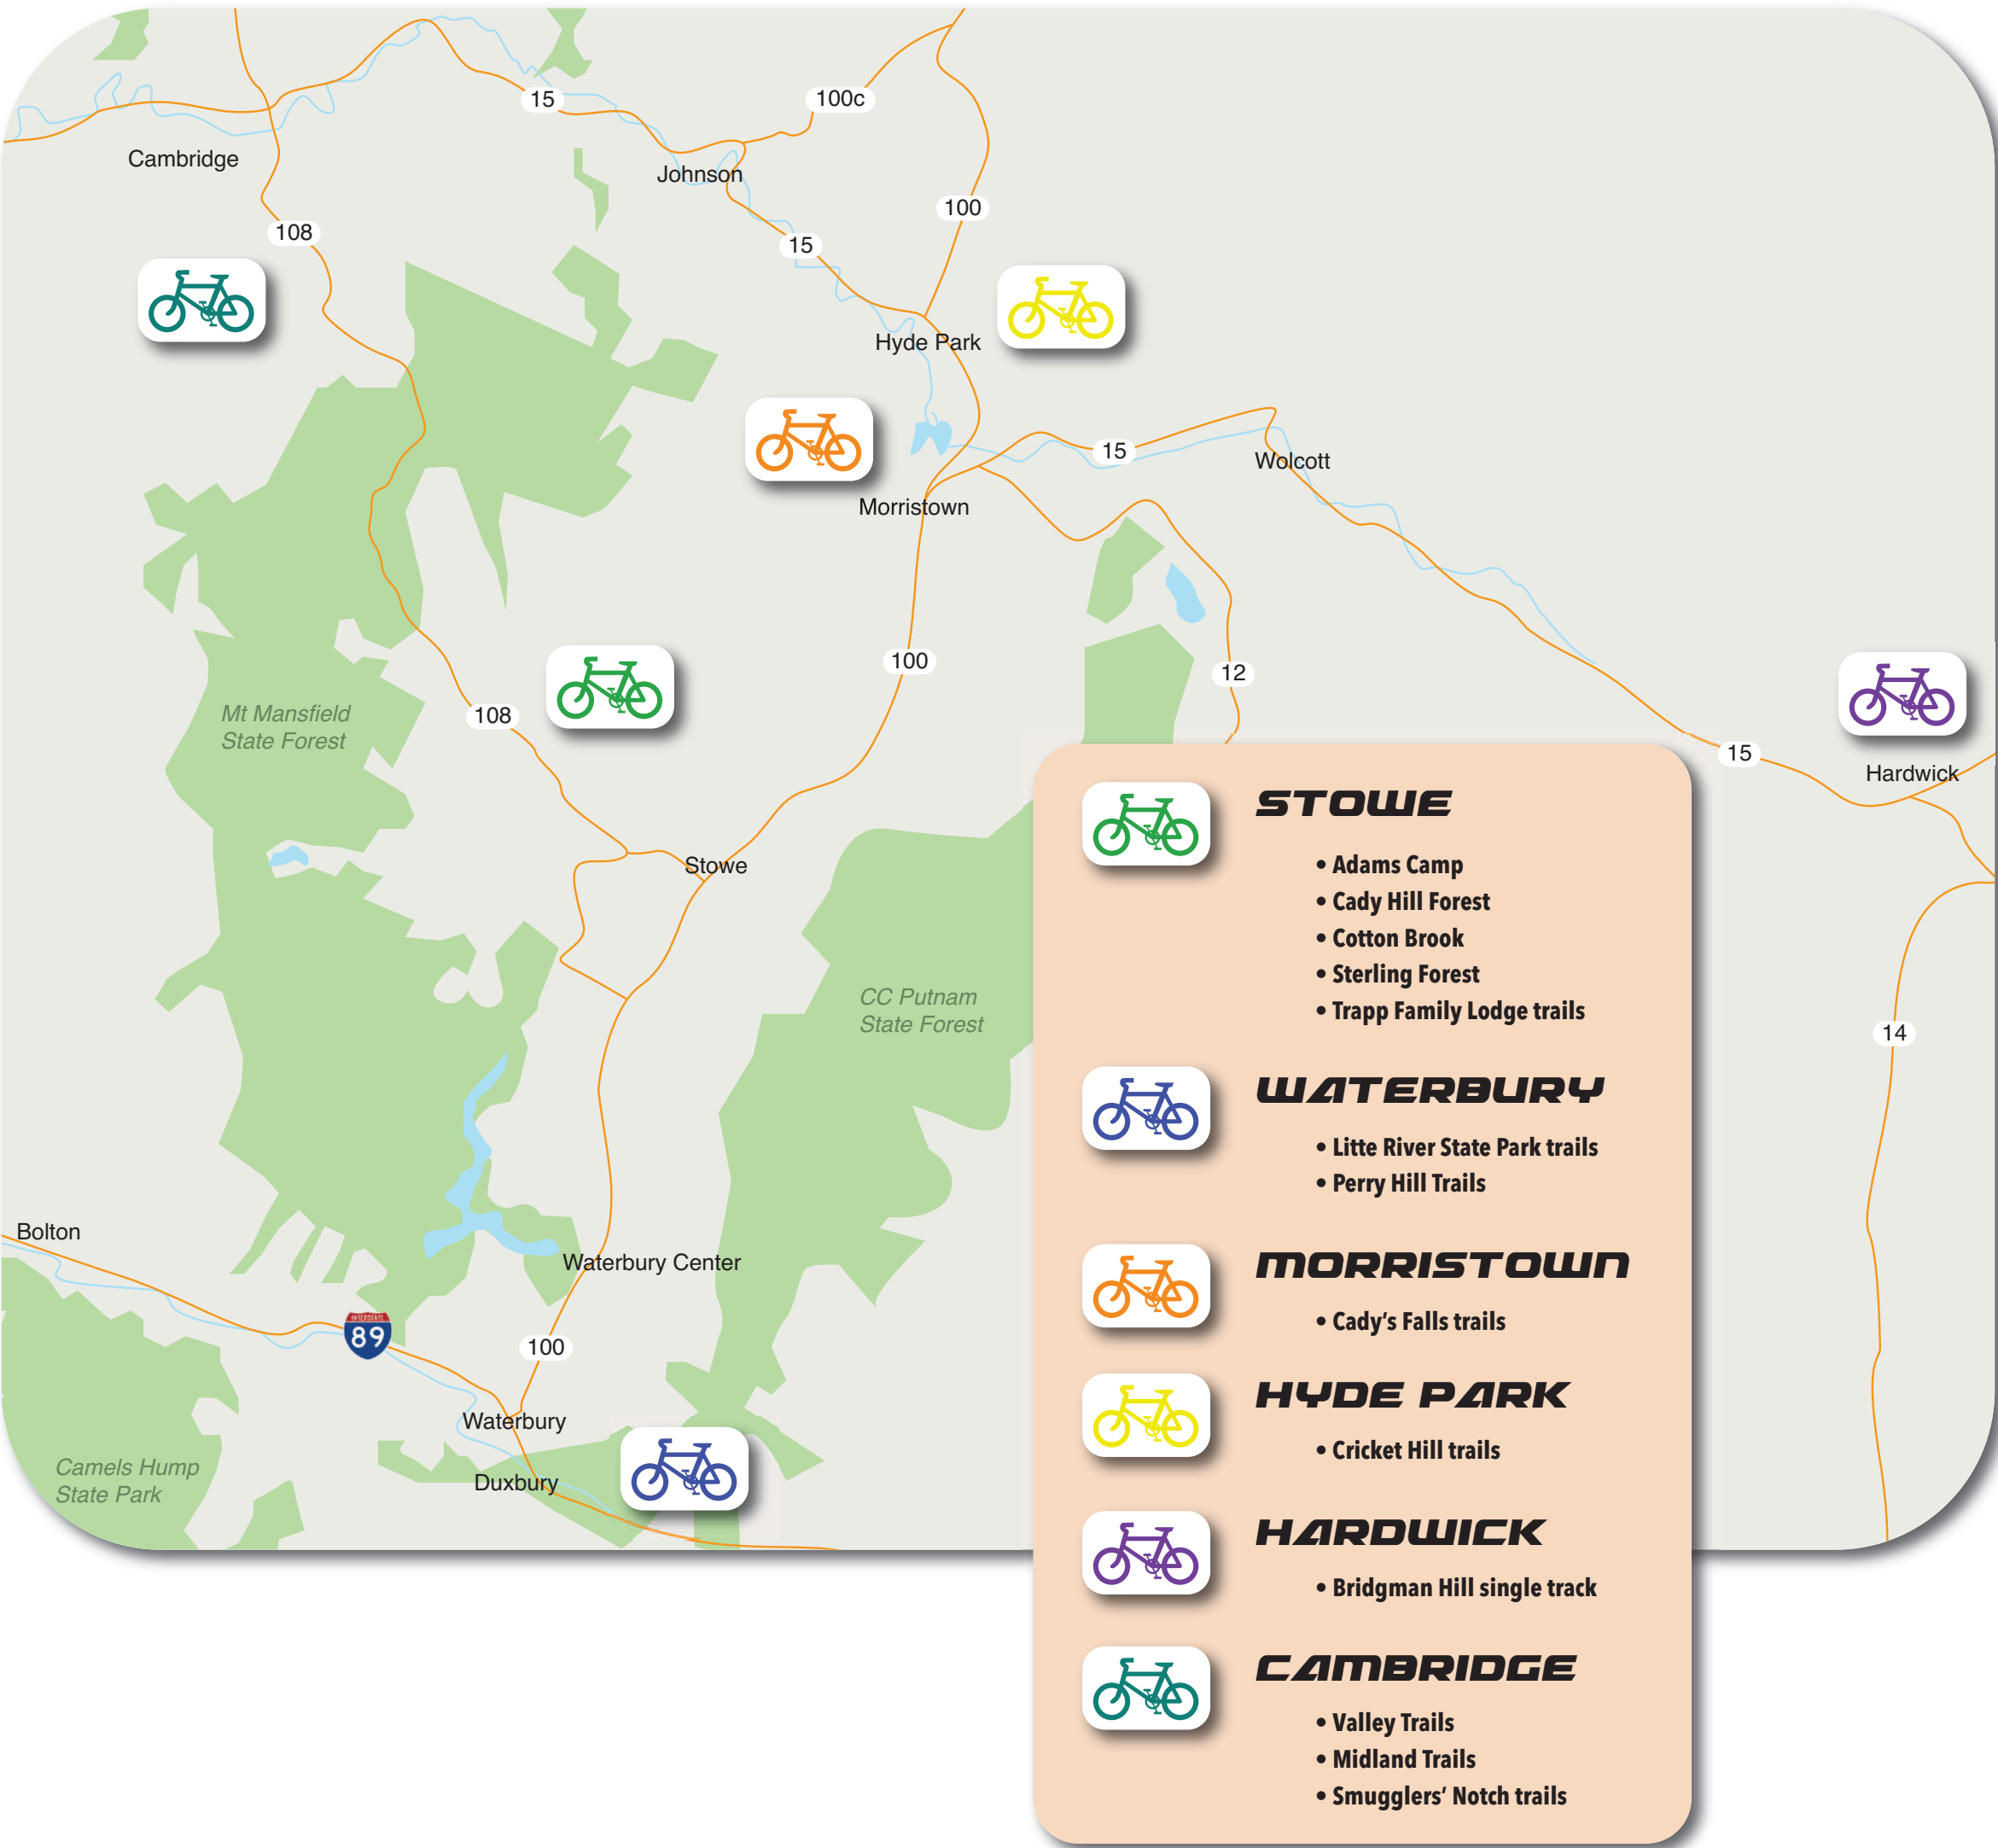 15
100c
Cambridge
Johnson
100
108
15
Hyde Park
15
Wolcott
Morristown
100
12
Mt Mansfield
State Forest
108
15
Hardwick
Stowe
CC Putnam
State Forest
14
Bolton
Waterbury Center
INTERSTATE
89
100
Waterbury
Camels Hump
State Park
Duxbury
STOWE
• Adams Camp
• Cady Hill Forest
• Cotton Brook
• Sterling Forest
• Trapp Family Lodge trails
WATERBURY
• Litte River State Park trails
• Perry Hill Trails
MORRISTOWN
• Cady’s Falls trails
HYDE PARK
• Cricket Hill trails
HARDWICK
• Bridgman Hill single track
CAMBRIDGE
• Valley Trails
• Midland Trails
• Smugglers’ Notch trails